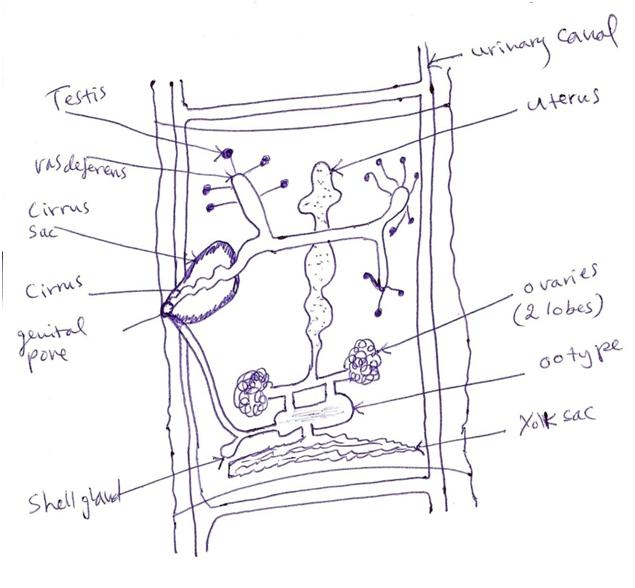 Testis
vas deferens
Cirrus
sac
Cirrus
genital
pore
Shell gland
urinary canal
uterus
ovaries
(2 lobes)
ootype
Yolk sac